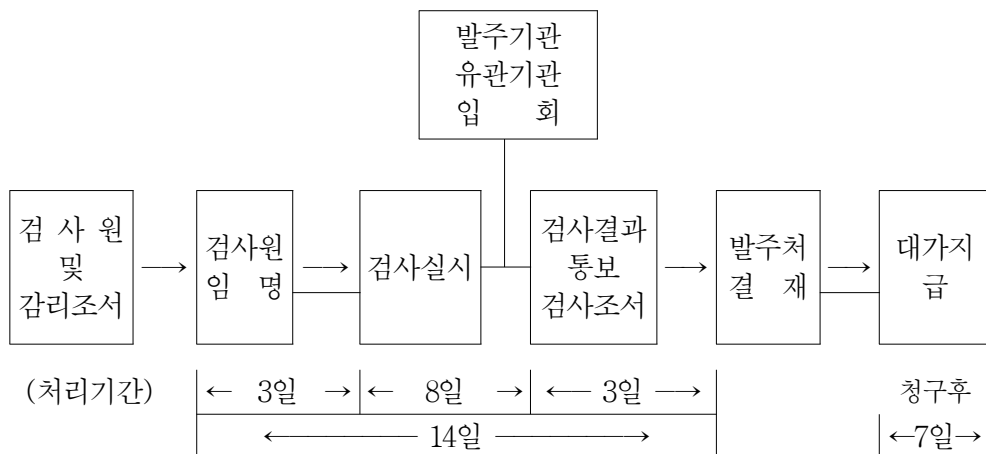 발주기관
유관기관
입 회
검 사 원
및
감리조서
→
검사원
임 명
→
검사실시
검사결과
통보
검사조서
→
발주처
결 재
→
대가지
급
(처리기간)
← 3일 →
← 8일 →
← 3일 →
청구후
← 14일 →
←7일→